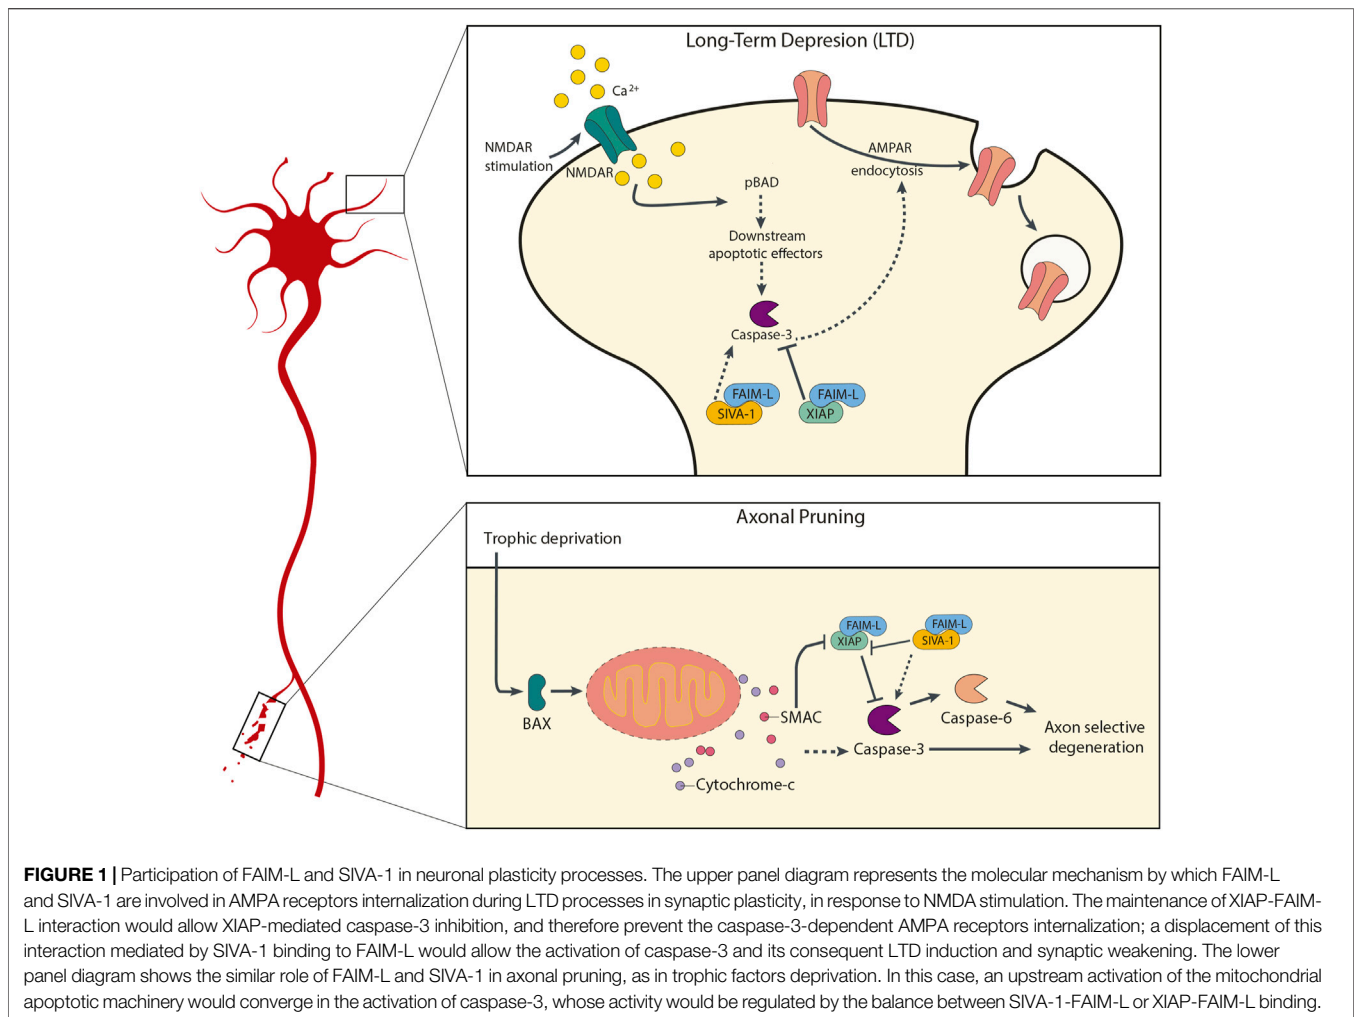 Long-Term Depresion (LTD)
Ca²⁺
NMDAR
stimulation
NMDAR
AMPAR
endocytosis
pBAD
Downstream
apoptotic effectors
Caspase-3
FAIM-L
SIVA-1
FAIM-L
XIAP
Axonal Pruning
Trophic deprivation
BAX
SMAC
Cytochrome-c
FAIM-L
XIAP
FAIM-L
SIVA-1
Caspase-3
Caspase-6
Axon selective
degeneration
FIGURE 1 | Participation of FAIM-L and SIVA-1 in neuronal plasticity processes. The upper panel diagram represents the molecular mechanism by which FAIM-L
and SIVA-1 are involved in AMPA receptors internalization during LTD processes in synaptic plasticity, in response to NMDA stimulation. The maintenance of XIAP-FAIM-
L interaction would allow XIAP-mediated caspase-3 inhibition, and therefore prevent the caspase-3-dependent AMPA receptors internalization; a displacement of this
interaction mediated by SIVA-1 binding to FAIM-L would allow the activation of caspase-3 and its consequent LTD induction and synaptic weakening. The lower
panel diagram shows the similar role of FAIM-L and SIVA-1 in axonal pruning, as in trophic factors deprivation. In this case, an upstream activation of the mitochondrial
apoptotic machinery would converge in the activation of caspase-3, whose activity would be regulated by the balance between SIVA-1-FAIM-L or XIAP-FAIM-L binding.